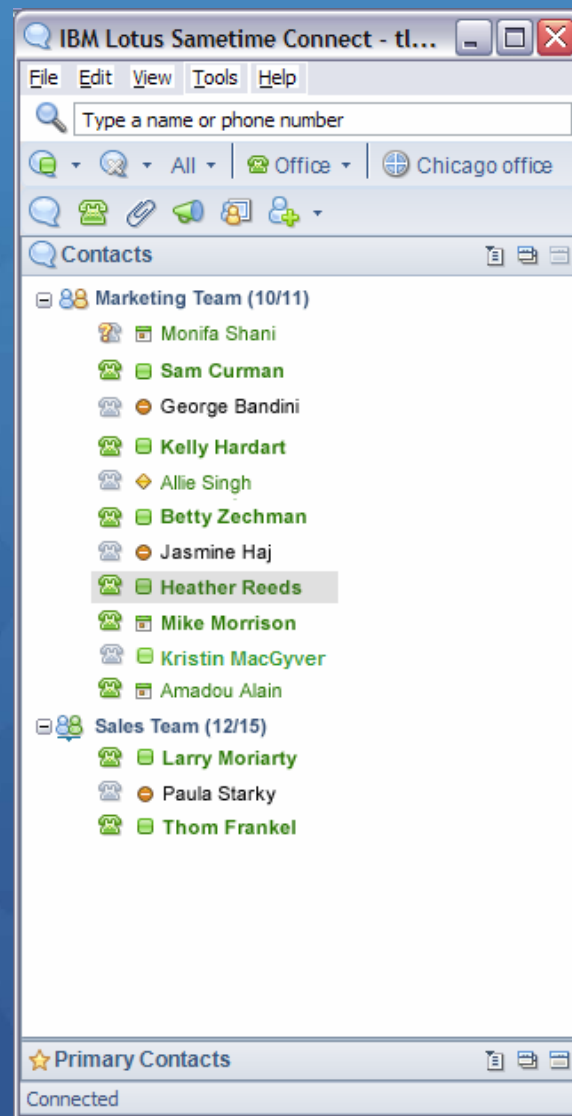 IBM Lotus Sametime Connect - tl...
File Edit View Tools Help
Type a name or phone number
All Office Chicago office
Contacts
Marketing Team (10/11)
Monifa Shani
Sam Curman
George Bandini
Kelly Hardart
Allie Singh
Betty Zechman
Jasmine Haj
Heather Reeds
Mike Morrison
Kristin MacGyver
Amadou Alain
Sales Team (12/15)
Larry Moriarty
Paula Starky
Thom Frankel
Primary Contacts
Connected